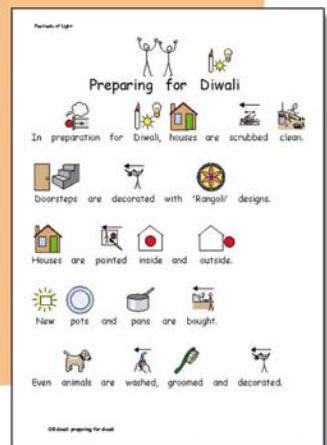 Festivals of Light
Preparing for Diwali
In preparation for Diwali, houses are scrubbed clean.
Doorsteps are decorated with 'Rangoli' designs.
Houses are painted inside and outside.
New pots and pans are bought.
Even animals are washed, groomed and decorated.
diwali preparing for diwali